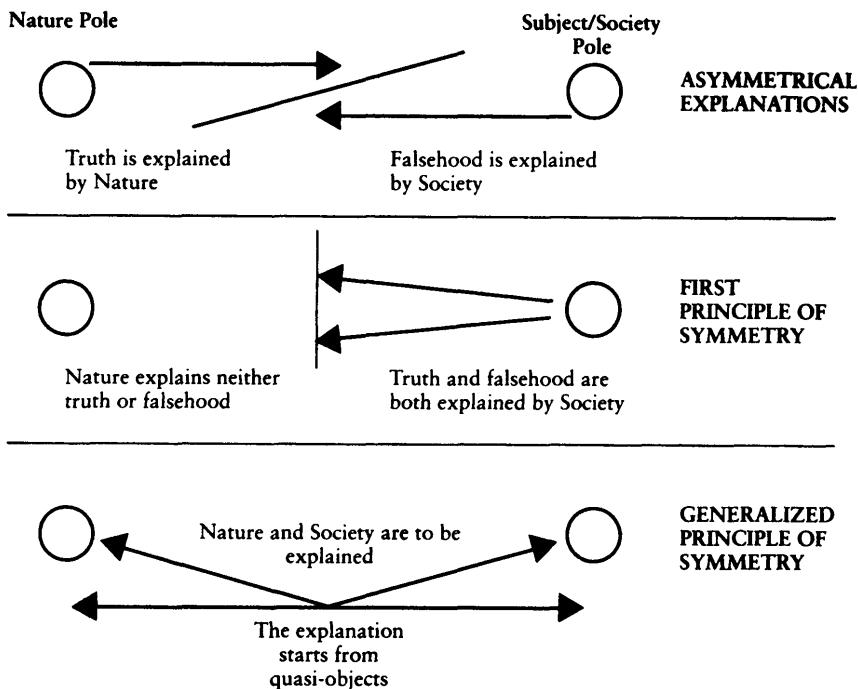 Nature Pole
Subject/Society
Pole
ASYMMETRICAL
EXPLANATIONS
Truth is explained
by Nature
Falsehood is explained
by Society
FIRST
PRINCIPLE OF
SYMMETRY
Nature explains neither
truth or falsehood
Truth and falsehood are
both explained by Society
GENERALIZED
PRINCIPLE OF
SYMMETRY
Nature and Society are to be
explained
The explanation
starts from
quasi-objects